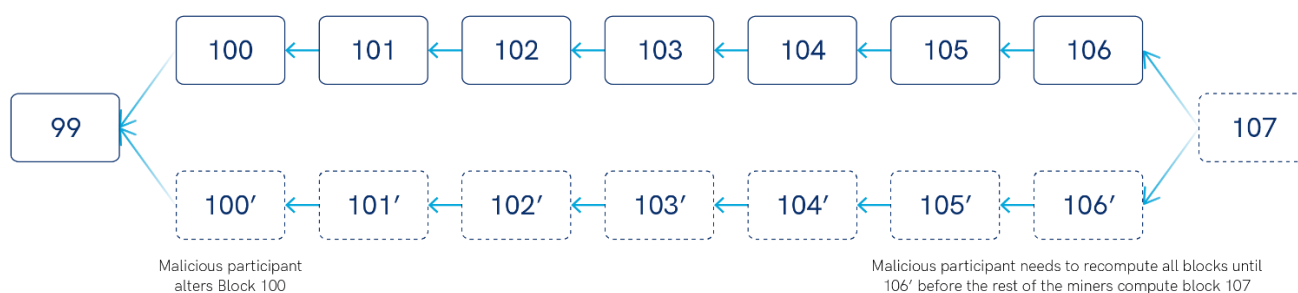 100 101 102 103 104 105 106
99 107
100′ 101′ 102′ 103′ 104′ 105′ 106′
Malicious participant
alters Block 100
Malicious participant needs to recompute all blocks until
106′ before the rest of the miners compute block 107